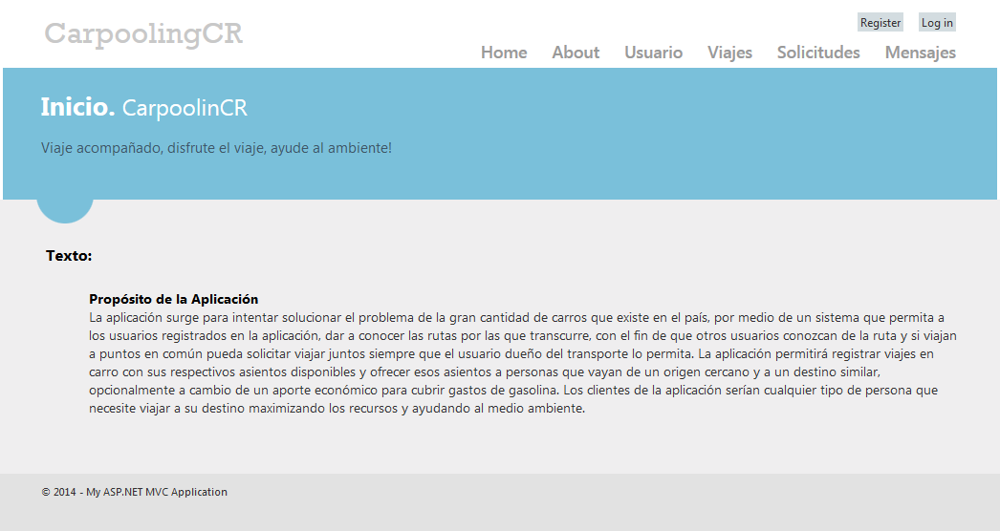 CarpoolingCR
Register Log in
Home About Usuario Viajes Solicitudes Mensajes
Inicio. CarpoolinCR
Viaje acompañado, disfrute el viaje, ayude al ambiente!
Texto:
Propósito de la Aplicación
La aplicación surge para intentar solucionar el problema de la gran cantidad de carros que existe en el país, por medio de un sistema que permita a
los usuarios registrados en la aplicación, dar a conocer las rutas por las que transcurre, con el fin de que otros usuarios conozcan de la ruta y si viajan
a puntos en común pueda solicitar viajar juntos siempre que el usuario dueño del transporte lo permita. La aplicación permitirá registrar viajes en
carro con sus respectivos asientos disponibles y ofrecer esos asientos a personas que vayan de un origen cercano y a un destino similar,
opcionalmente a cambio de un aporte económico para cubrir gastos de gasolina. Los clientes de la aplicación serían cualquier tipo de persona que
necesite viajar a su destino maximizando los recursos y ayudando al medio ambiente.
© 2014 - My ASP.NET MVC Application